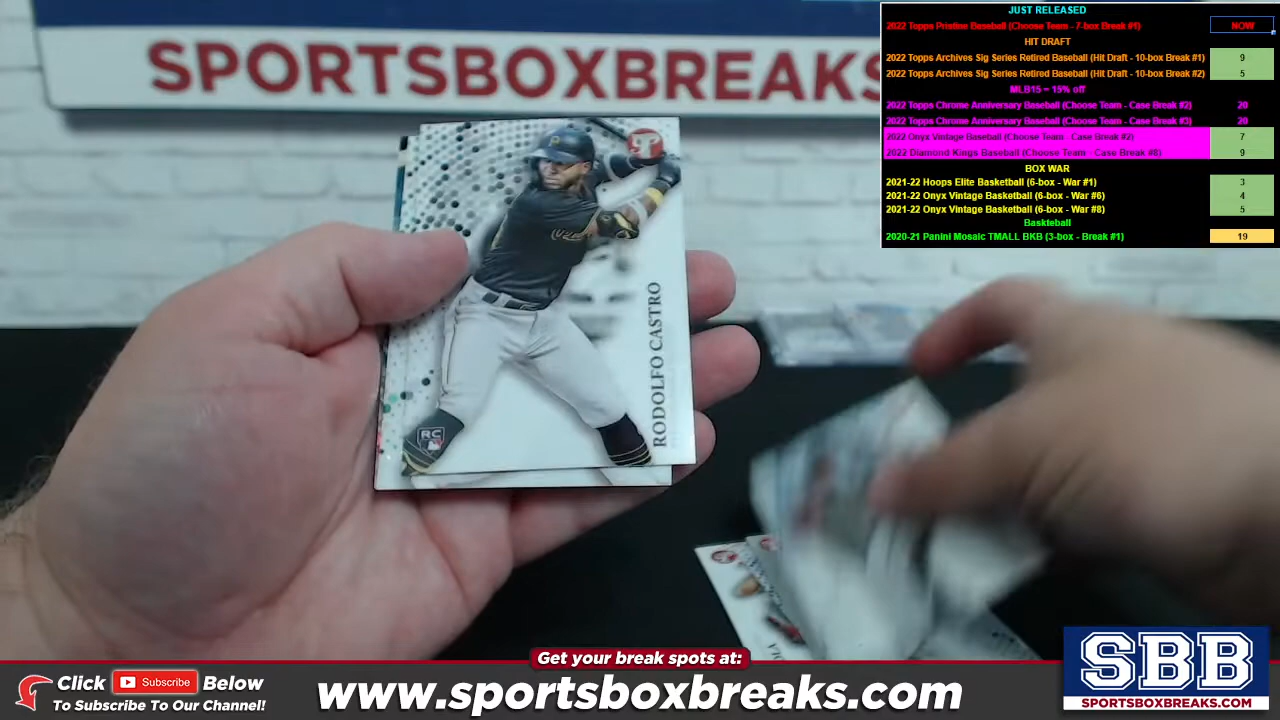 SPORTSBOXBREAKS
JUST RELEASED
2022 Topps Pristine Baseball (Choose Team - 7-box Break #1) NOW
HIT DRAFT
2022 Topps Archives Sig Series Retired Baseball (Hit Draft - 10-box Break #1) 9
2022 Topps Archives Sig Series Retired Baseball (Hit Draft - 10-box Break #2) 5
MLB15 = 15% off
2022 Topps Chrome Anniversary Baseball (Choose Team - Case Break #2) 20
2022 Topps Chrome Anniversary Baseball (Choose Team - Case Break #3) 20
2022 Onyx Vintage Baseball (Choose Team - Case Break #2) 7
2022 Diamond Kings Baseball (Choose Team - Case Break #8) 9
BOX WAR
2021-22 Hoops Elite Basketball (6-box - War #1) 3
2021-22 Onyx Vintage Basketball (6-box - War #6) 4
2021-22 Onyx Vintage Basketball (6-box - War #8) 5
Baskteball
2020-21 Panini Mosaic TMALL BKB (3-box - Break #1) 19
RODOLFO CASTRO
RC
Get your break spots at:
Click Subscribe Below
To Subscribe To Our Channel!
www.sportsboxbreaks.com
SBB
SPORTSBOXBREAKS.COM